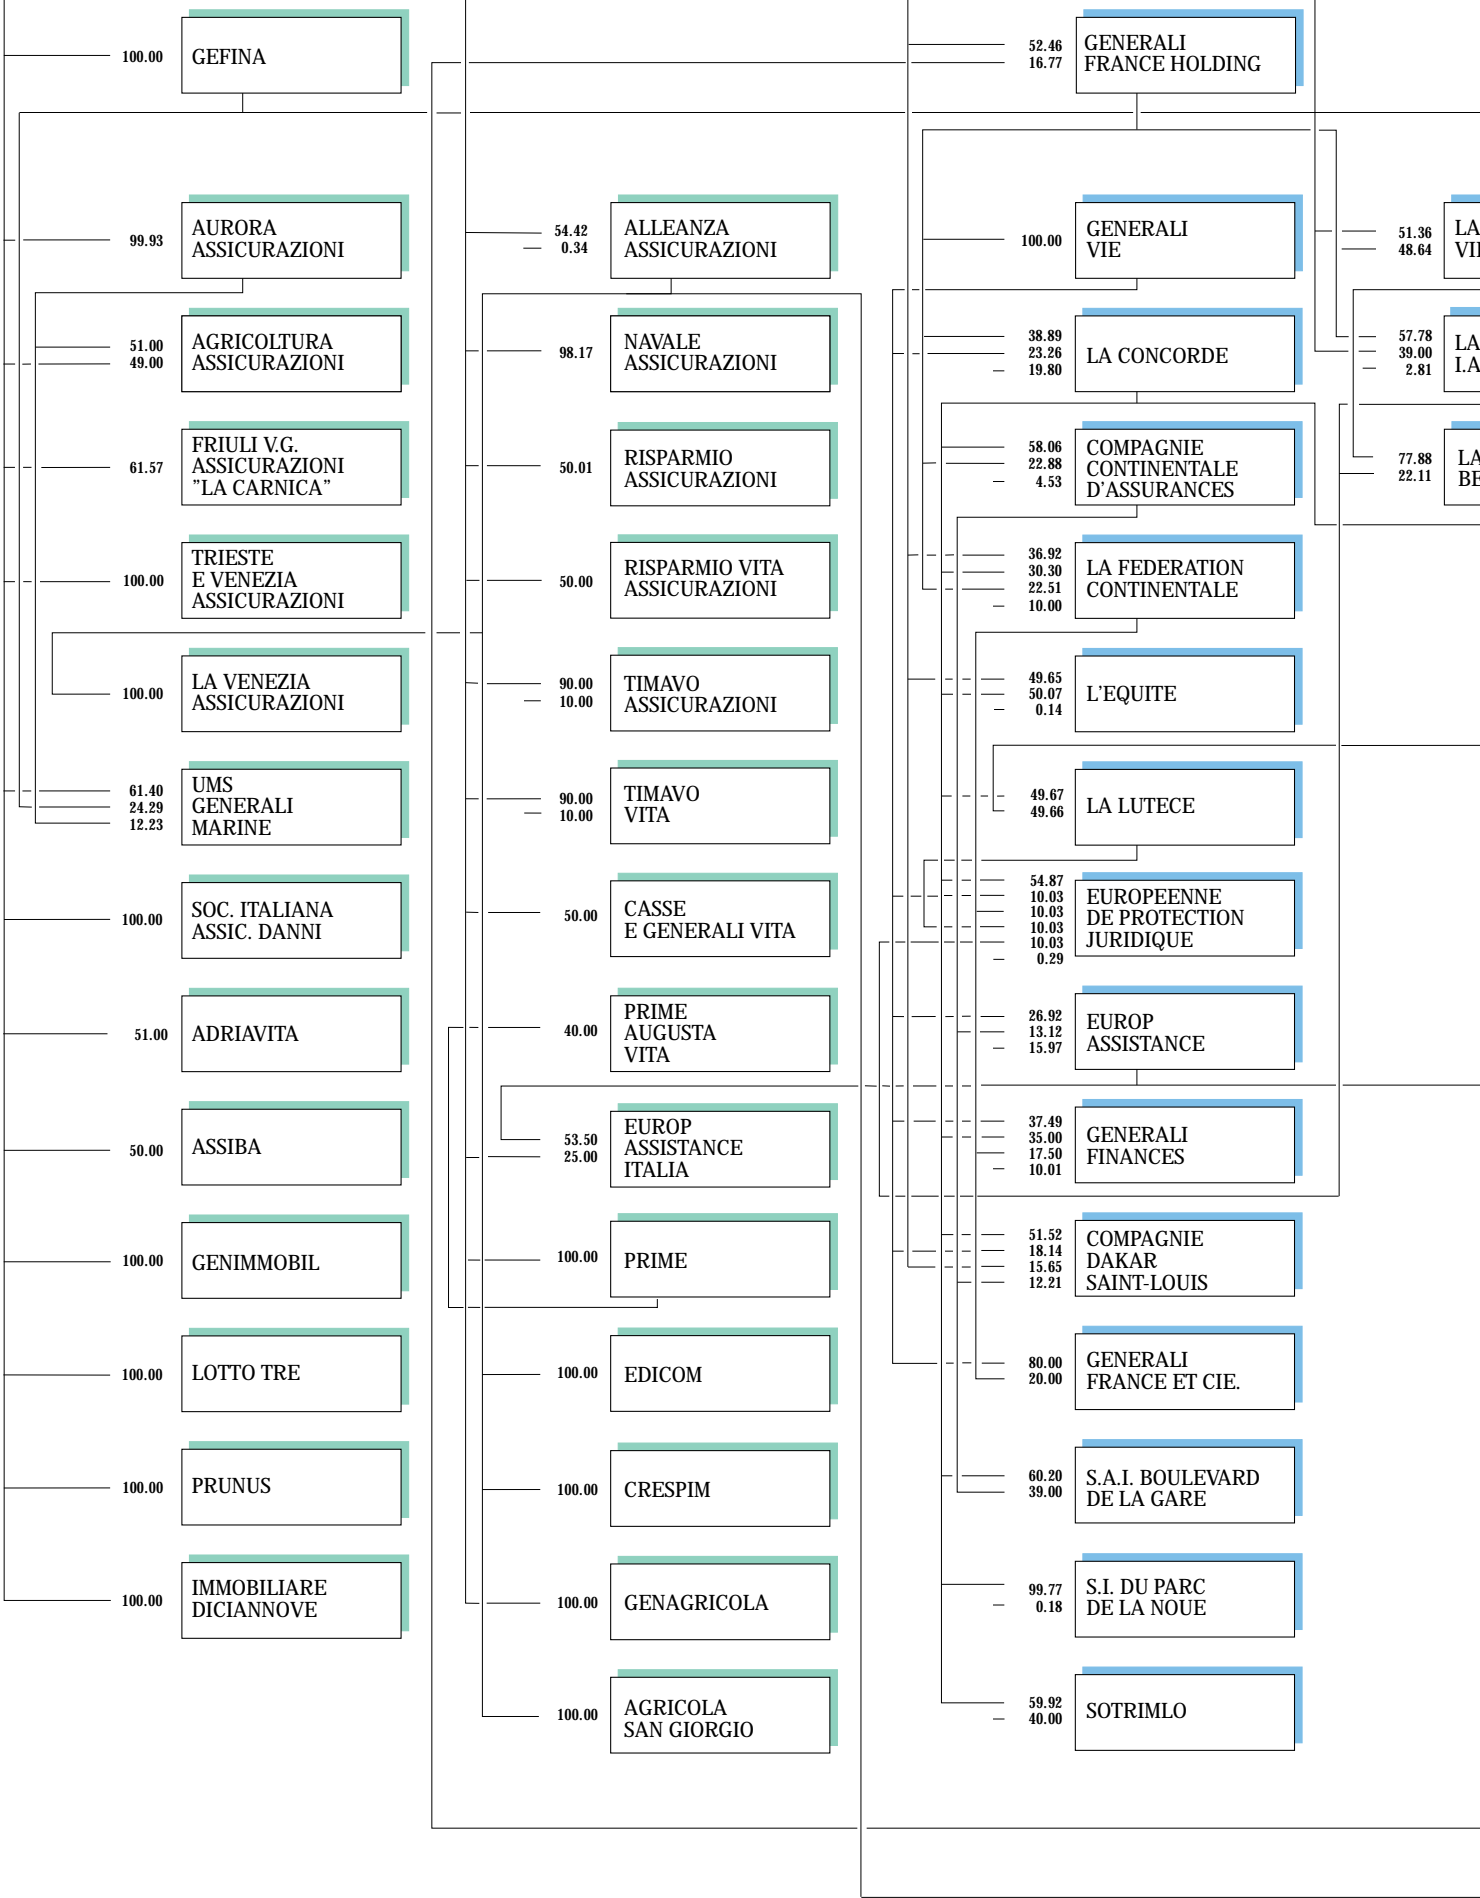 100.00
GEFINA
99.93
AURORA
ASSICURAZIONI
51.00
49.00
AGRICOLTURA
ASSICURAZIONI
61.57
FRIULI V.G.
ASSICURAZIONI
”LA CARNICA”
100.00
TRIESTE
E VENEZIA
ASSICURAZIONI
100.00
LA VENEZIA
ASSICURAZIONI
61.40
24.29
12.23
UMS
GENERALI
MARINE
100.00
SOC. ITALIANA
ASSIC. DANNI
51.00
ADRIAVITA
50.00
ASSIBA
100.00
GENIMMOBIL
100.00
LOTTO TRE
100.00
PRUNUS
100.00
IMMOBILIARE
DICIANNOVE
54.42
0.34
ALLEANZA
ASSICURAZIONI
98.17
NAVALE
ASSICURAZIONI
50.01
RISPARMIO
ASSICURAZIONI
50.00
RISPARMIO VITA
ASSICURAZIONI
90.00
10.00
TIMAVO
ASSICURAZIONI
90.00
10.00
TIMAVO
VITA
50.00
CASSE
E GENERALI VITA
40.00
PRIME
AUGUSTA
VITA
53.50
25.00
EUROP
ASSISTANCE
ITALIA
100.00
PRIME
100.00
EDICOM
100.00
CRESPIM
100.00
GENAGRICOLA
100.00
AGRICOLA
SAN GIORGIO
52.46
16.77
GENERALI
FRANCE HOLDING
100.00
GENERALI
VIE
38.89
23.26
19.80
LA CONCORDE
58.06
22.88
4.53
COMPAGNIE
CONTINENTALE
D’ASSURANCES
36.92
30.30
22.51
10.00
LA FEDERATION
CONTINENTALE
49.65
50.07
0.14
L’EQUITE
49.67
49.66
LA LUTECE
54.87
10.03
10.03
10.03
10.03
0.29
EUROPEENNE
DE PROTECTION
JURIDIQUE
26.92
13.12
15.97
EUROP
ASSISTANCE
37.49
35.00
17.50
10.01
GENERALI
FINANCES
51.52
18.14
15.65
12.21
COMPAGNIE
DAKAR
SAINT-LOUIS
80.00
20.00
GENERALI
FRANCE ET CIE.
60.20
39.00
S.A.I. BOULEVARD
DE LA GARE
99.77
0.18
S.I. DU PARC
DE LA NOUE
59.92
40.00
SOTRIMLO
51.36
48.64
LA
57.78
39.00
2.81
LA
I.A
77.88
22.11
LA
BE